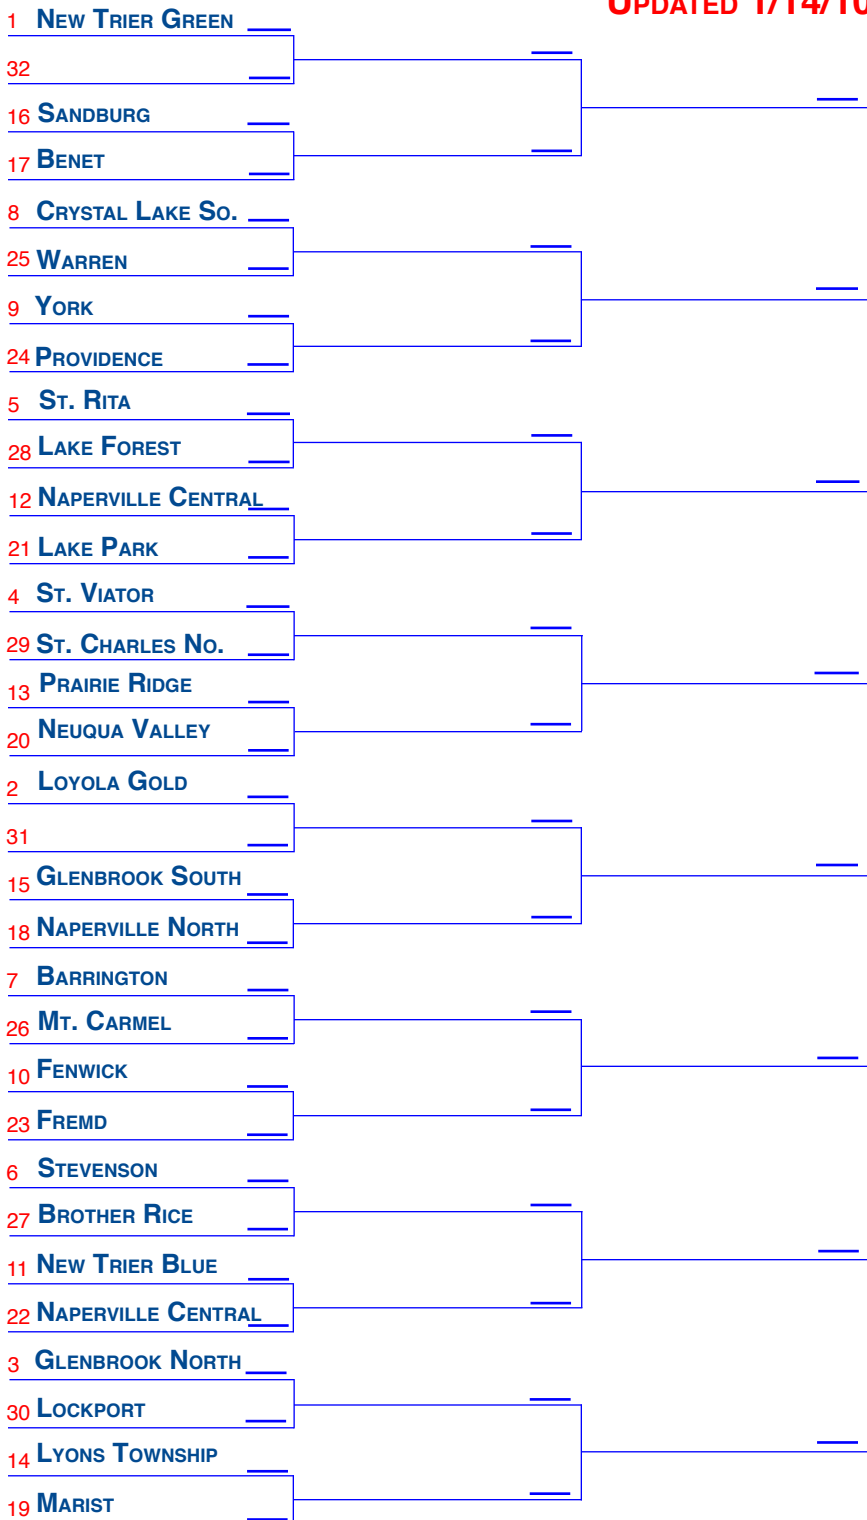 UPDATED 1/14/10
1 NEW TRIER GREEN
32
16 SANDBURG
17 BENET
8 CRYSTAL LAKE SO.
25 WARREN
9 YORK
24 PROVIDENCE
5 ST. RITA
28 LAKE FOREST
12 NAPERVILLE CENTRAL
21 LAKE PARK
4 ST. VIATOR
29 ST. CHARLES NO.
13 PRAIRIE RIDGE
20 NEUQUA VALLEY
2 LOYOLA GOLD
31
15 GLENBROOK SOUTH
18 NAPERVILLE NORTH
7 BARRINGTON
26 MT. CARMEL
10 FENWICK
23 FREMD
6 STEVENSON
27 BROTHER RICE
11 NEW TRIER BLUE
22 NAPERVILLE CENTRAL
3 GLENBROOK NORTH
30 LOCKPORT
14 LYONS TOWNSHIP
19 MARIST